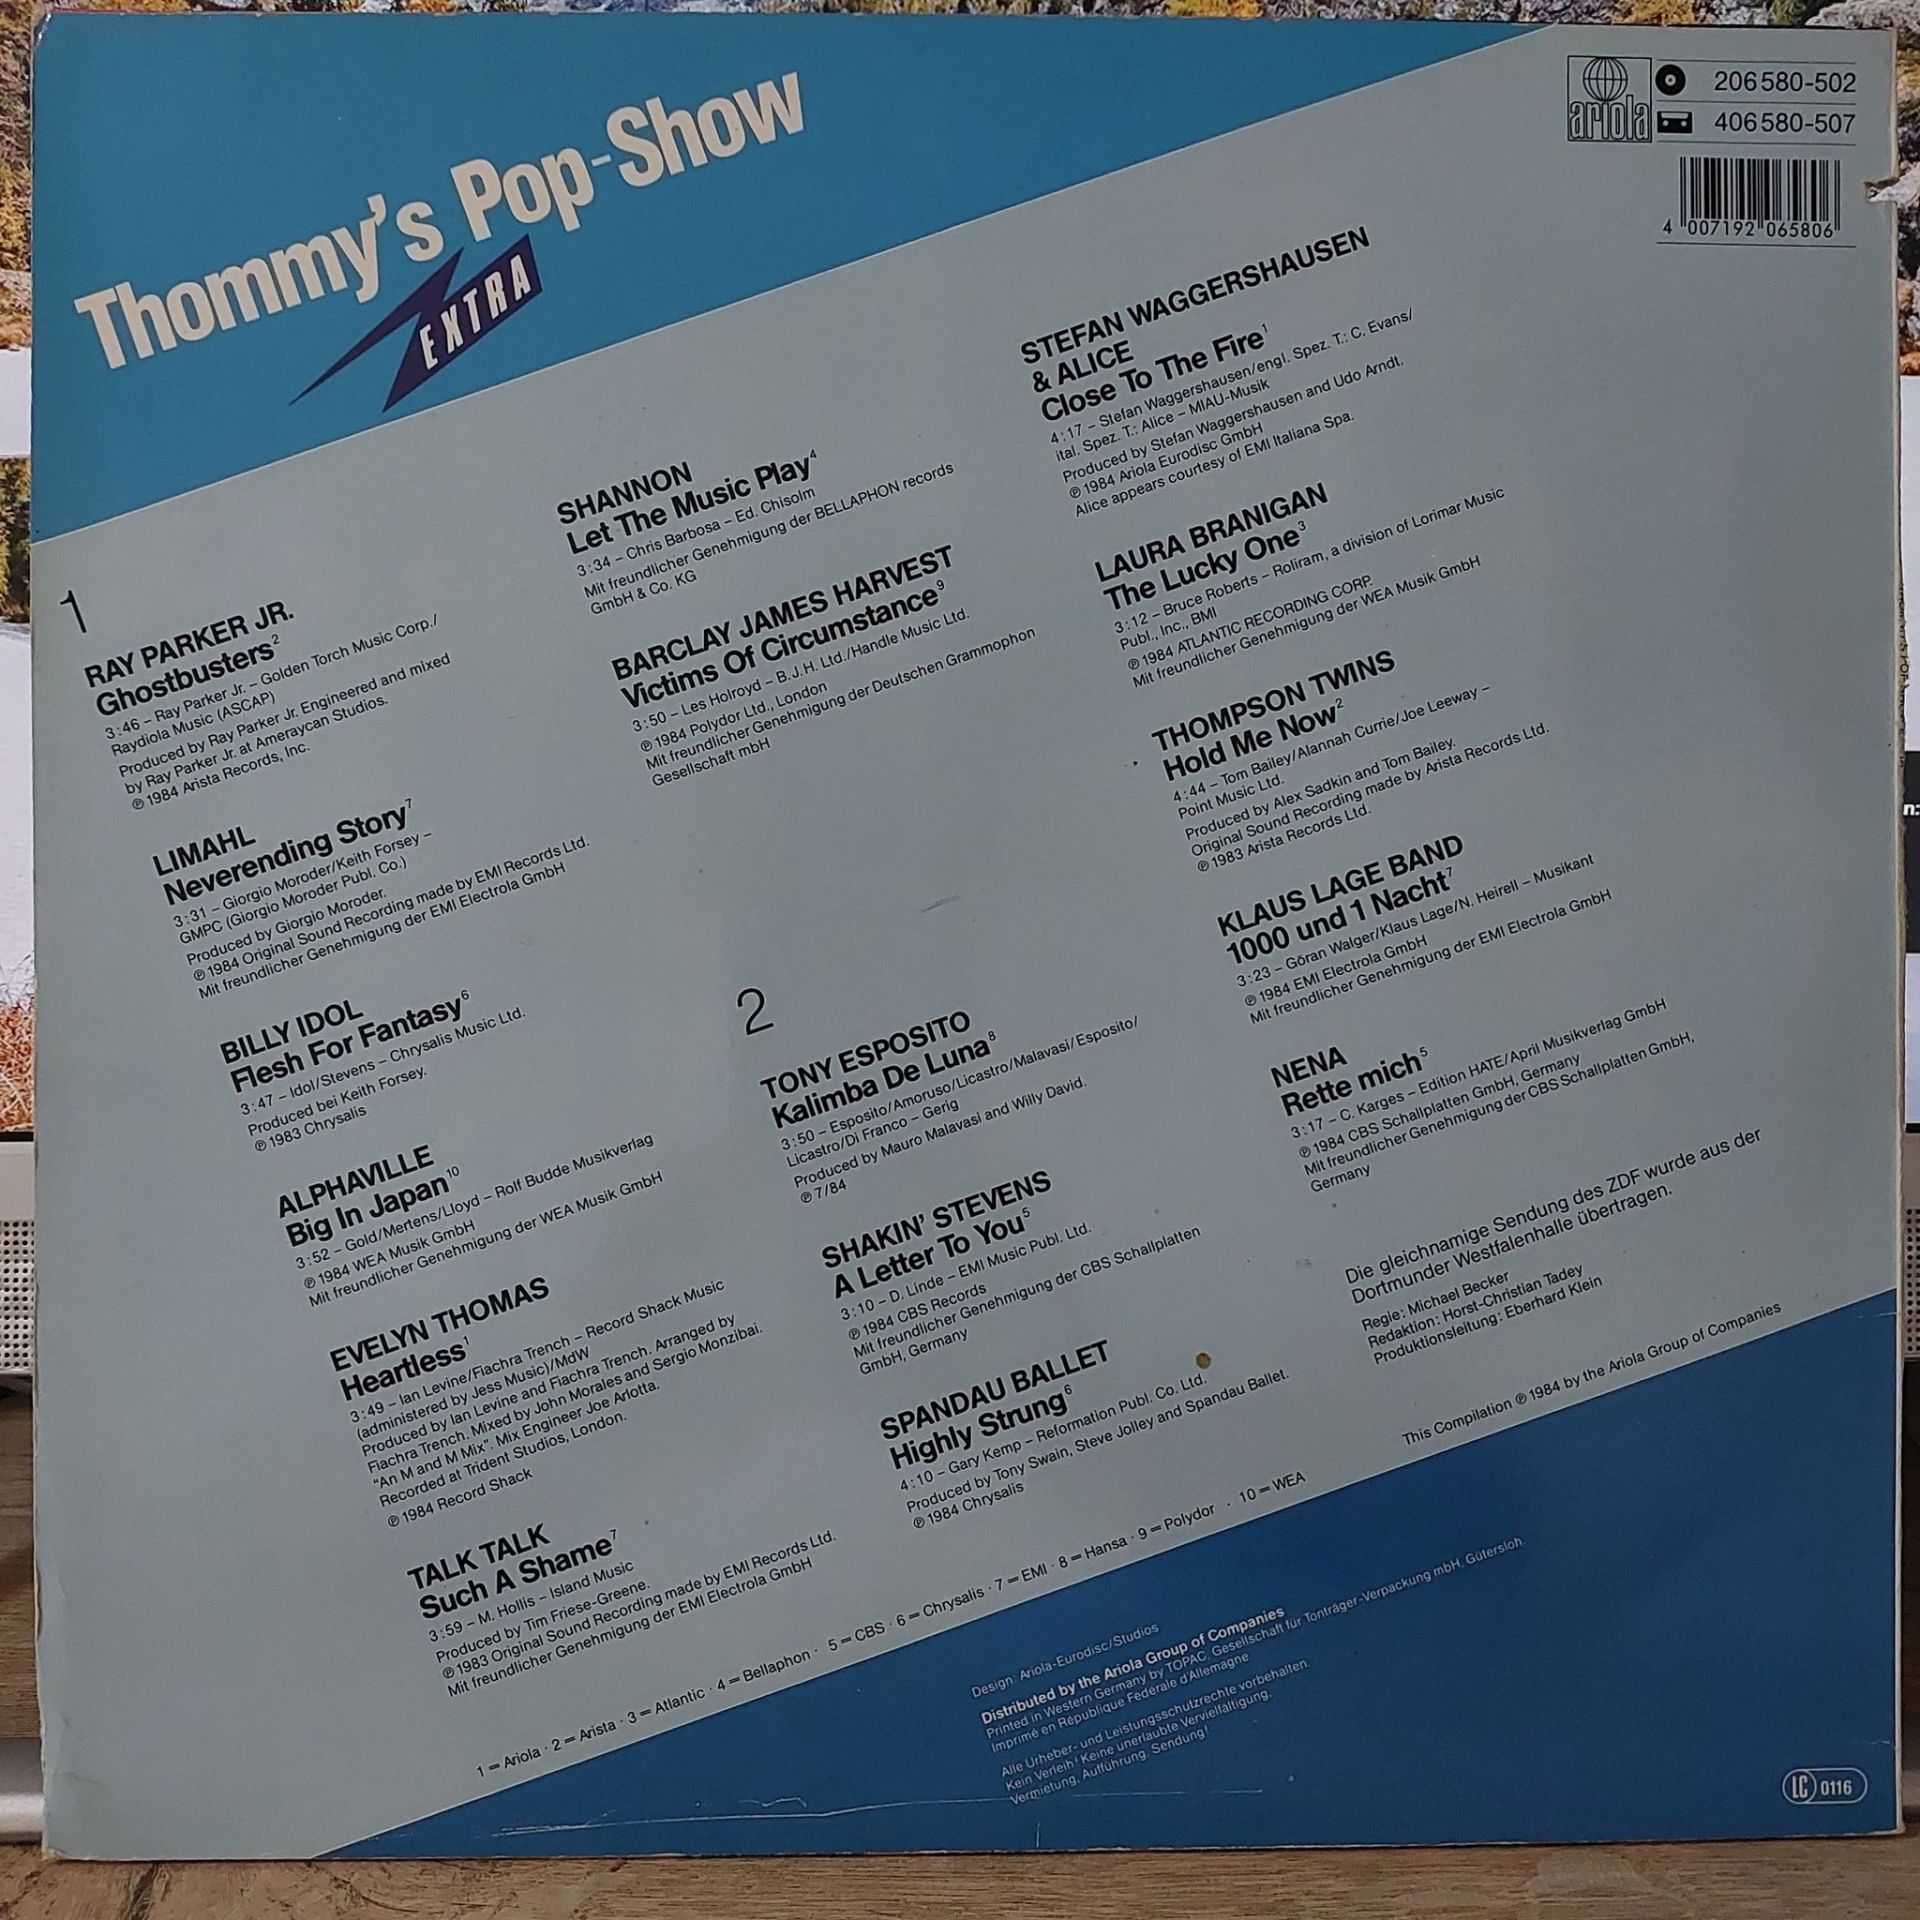 Thommy's Pop-Show
EXTRA
ariola
206 580-502
406 580-507
4 007192 065806
1
RAY PARKER JR.
Ghostbusters²
3:46 – Ray Parker Jr. – Golden Torch Music Corp./
Raydiola Music (ASCAP)
Produced by Ray Parker Jr. Engineered and mixed
by Ray Parker Jr. at Ameraycan Studios.
℗ 1984 Arista Records, Inc.
LIMAHL
Neverending Story⁷
3:31 – Giorgio Moroder/Keith Forsey –
GMPC (Giorgio Moroder Publ. Co.)
Produced by Giorgio Moroder.
℗ 1984 Original Sound Recording made by EMI Records Ltd.
Mit freundlicher Genehmigung der EMI Electrola GmbH
BILLY IDOL
Flesh For Fantasy⁶
3:47 – Idol/Stevens – Chrysalis Music Ltd.
Produced bei Keith Forsey.
℗ 1983 Chrysalis
ALPHAVILLE
Big In Japan¹⁰
3:52 – Gold/Mertens/Lloyd – Rolf Budde Musikverlag
℗ 1984 WEA Musik GmbH
Mit freundlicher Genehmigung der WEA Musik GmbH
EVELYN THOMAS
Heartless¹
3:49 – Ian Levine/Fiachra Trench – Record Shack Music
(administered by Jess Music)/MdW
Produced by Ian Levine and Fiachra Trench. Arranged by
Fiachra Trench. Mixed by John Morales and Sergio Monzibai.
"An M and M Mix". Mix Engineer Joe Arlotta.
Recorded at Trident Studios, London.
℗ 1984 Record Shack
TALK TALK
Such A Shame⁷
3:59 – M. Hollis – Island Music
Produced by Tim Friese-Greene.
℗ 1983 Original Sound Recording made by EMI Records Ltd.
Mit freundlicher Genehmigung der EMI Electrola GmbH
SHANNON
Let The Music Play⁴
3:34 – Chris Barbosa – Ed. Chisolm
Mit freundlicher Genehmigung der BELLAPHON records
GmbH & Co. KG
BARCLAY JAMES HARVEST
Victims Of Circumstance⁹
3:50 – Les Holroyd – B.J.H. Ltd./Handle Music Ltd.
℗ 1984 Polydor Ltd., London
Mit freundlicher Genehmigung der Deutschen Grammophon
Gesellschaft mbH
2
TONY ESPOSITO
Kalimba De Luna⁸
3:50 – Esposito/Amoruso/Licastro/Malavasi/Esposito/
Licastro/Di Franco – Gerig
Produced by Mauro Malavasi and Willy David.
℗ 7/84
SHAKIN' STEVENS
A Letter To You⁵
3:10 – D. Linde – EMI Music Publ. Ltd.
℗ 1984 CBS Records
Mit freundlicher Genehmigung der CBS Schallplatten
GmbH, Germany
SPANDAU BALLET
Highly Strung⁶
4:10 – Gary Kemp – Reformation Publ. Co. Ltd.
Produced by Tony Swain, Steve Jolley and Spandau Ballet.
℗ 1984 Chrysalis
STEFAN WAGGERSHAUSEN
& ALICE
Close To The Fire¹
4:17 – Stefan Waggershausen/engl. Spez. T.: C. Evans/
ital. Spez. T.: Alice – MIAU-Musik
Produced by Stefan Waggershausen and Udo Arndt.
℗ 1984 Ariola Eurodisc GmbH
Alice appears courtesy of EMI Italiana Spa.
LAURA BRANIGAN
The Lucky One³
3:12 – Bruce Roberts – Roliram, a division of Lorimar Music
Publ., Inc., BMI
℗ 1984 ATLANTIC RECORDING CORP.
Mit freundlicher Genehmigung der WEA Musik GmbH
THOMPSON TWINS
Hold Me Now²
4:44 – Tom Bailey/Alannah Currie/Joe Leeway –
Point Music Ltd.
Produced by Alex Sadkin and Tom Bailey.
Original Sound Recording made by Arista Records Ltd.
℗ 1983 Arista Records Ltd.
KLAUS LAGE BAND
1000 und 1 Nacht⁷
3:23 – Göran Walger/Klaus Lage/N. Heirell – Musikant
℗ 1984 EMI Electrola GmbH
Mit freundlicher Genehmigung der EMI Electrola GmbH
NENA
Rette mich⁵
3:17 – C. Karges – Edition HATE/April Musikverlag GmbH
℗ 1984 CBS Schallplatten GmbH, Germany
Mit freundlicher Genehmigung der CBS Schallplatten GmbH,
Germany
Die gleichnamige Sendung des ZDF wurde aus der
Dortmunder Westfalenhalle übertragen.
Regie: Michael Becker
Redaktion: Horst-Christian Tadey
Produktionsleitung: Eberhard Klein
This Compilation ℗ 1984 by the Ariola Group of Companies
1 = Ariola · 2 = Arista · 3 = Atlantic · 4 = Bellaphon · 5 = CBS · 6 = Chrysalis · 7 = EMI · 8 = Hansa · 9 = Polydor · 10 = WEA
Design: Ariola-Eurodisc/Studios
Distributed by the Ariola Group of Companies
Printed in Western Germany by TOPAC. Gesellschaft für Tonträger-Verpackung mbH, Gütersloh
Imprimé en République Fédérale d'Allemagne
Alle Urheber- und Leistungsschutzrechte vorbehalten.
Kein Verleih! Keine unerlaubte Vervielfältigung,
Vermietung, Aufführung, Sendung!
LC 0116